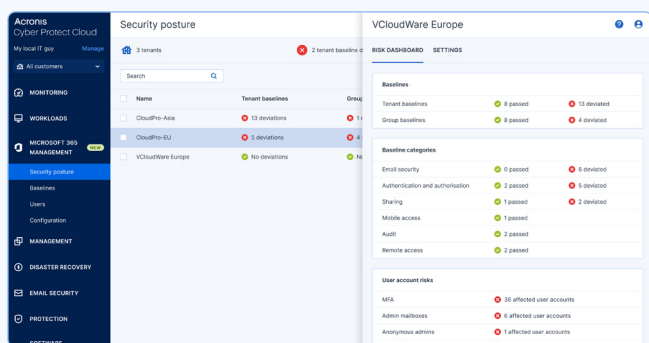 Acronis
Cyber Protect Cloud
My local IT guy
Manage
All customers
MONITORING
WORKLOADS
MICROSOFT 365
MANAGEMENT
NEW
Security posture
Baselines
Users
Configuration
MANAGEMENT
DISASTER RECOVERY
EMAIL SECURITY
PROTECTION
SOFTWARE
Security posture
3 tenants
2 tenant baseline d
Search
Name Tenant baselines Group
CloudPro-Asia 13 deviations 1
CloudPro-EU 5 deviations 4
VCloudWare Europe No deviations No
VCloudWare Europe
RISK DASHBOARD SETTINGS
Baselines
Tenant baselines 8 passed 13 deviated
Group baselines 8 passed 4 deviated
Baseline categories
Email security 0 passed 6 deviated
Authentication and authorisation 2 passed 5 deviated
Sharing 1 passed 2 deviated
Mobile access 1 passed
Audit 2 passed
Remote access 2 passed
User account risks
MFA 36 affected user accounts
Admin mailboxes 6 affected user accounts
Anonymous admins 1 affected user accounts